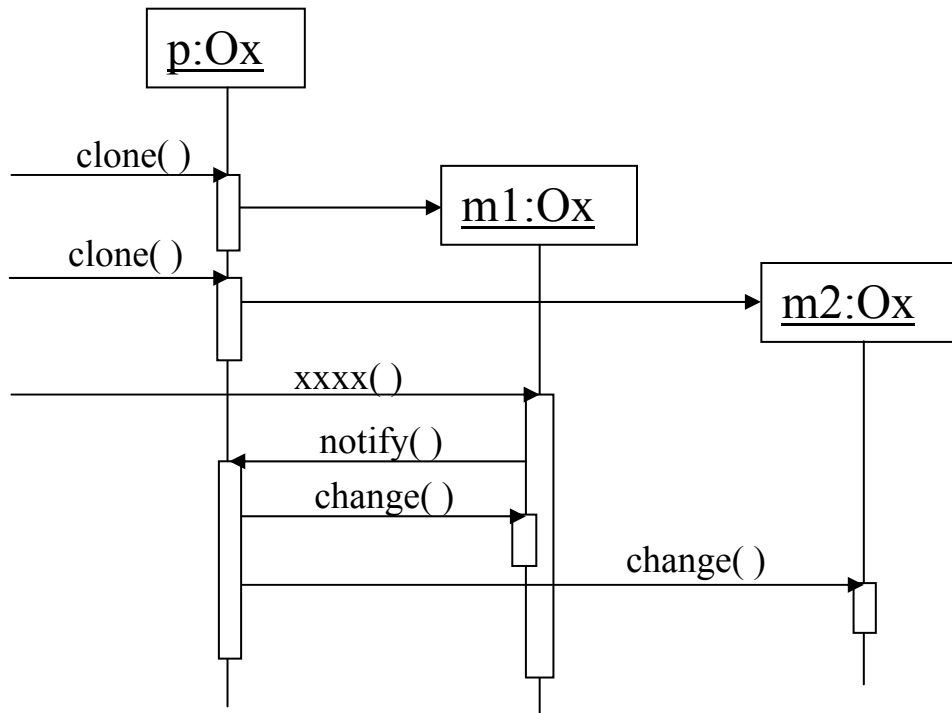 p:Ox
clone( )
m1:Ox
clone( )
m2:Ox
xxxx( )
notify( )
change( )
change( )